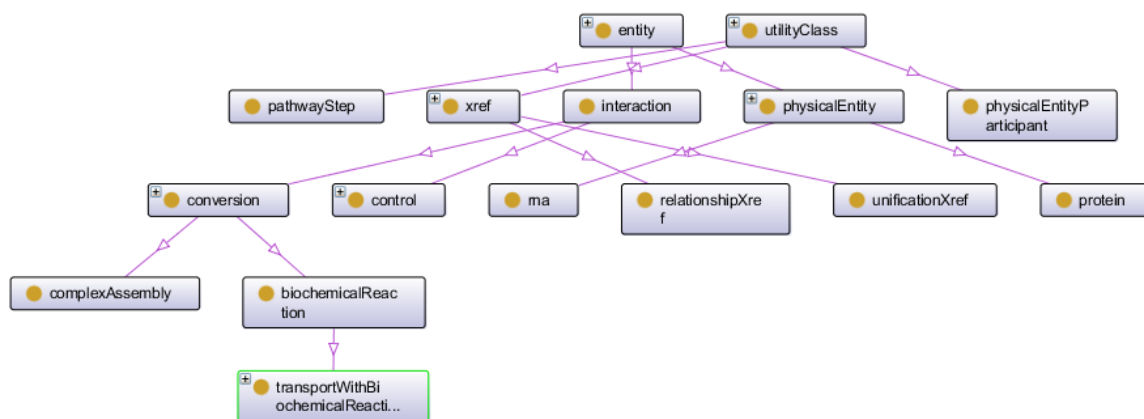 entity
utilityClass
pathwayStep
xref
interaction
physicalEntity
physicalEntityP
articipant
conversion
control
rna
relationshipXre
f
unificationXref
protein
complexAssembly
biochemicalReac
tion
transportWithBi
ochemicalReacti...